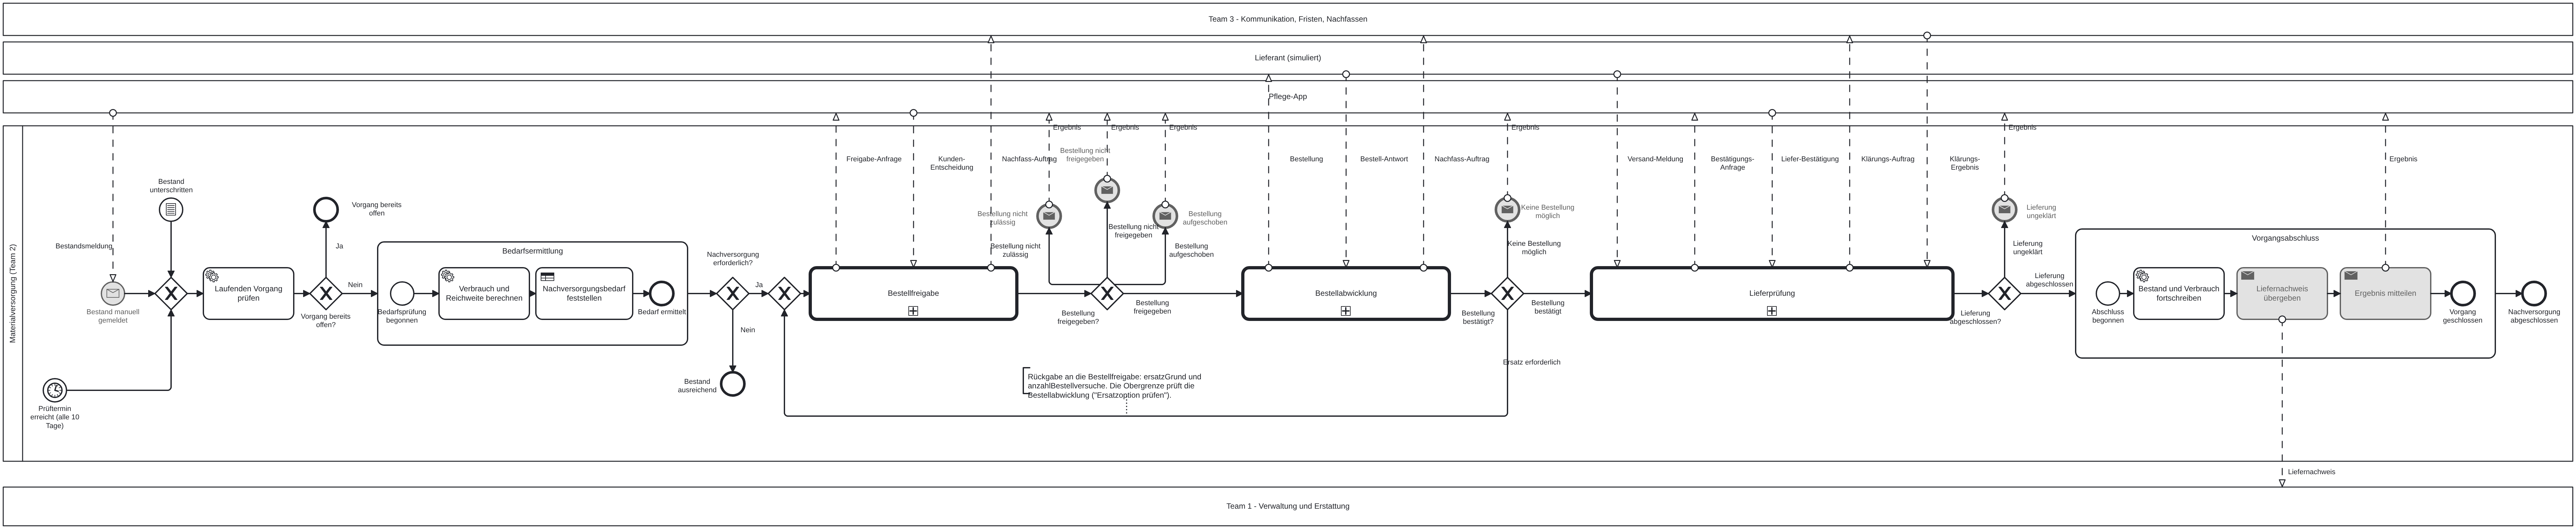 Team 3 - Kommunikation, Fristen, Nachfassen
Lieferant (simuliert)
Pflege-App
Materialversorgung (Team 2)
Bestandsmeldung
Bestand manuell
gemeldet
Prüftermin
erreicht (alle 10
Tage)
Bestand
unterschritten
Laufenden Vorgang
prüfen
Vorgang bereits
offen
Ja
Nein
Vorgang bereits
offen?
Bedarfsermittlung
Bedarfsprüfung
begonnen
Verbrauch und
Reichweite berechnen
Nachversorgungsbedarf
feststellen
Bedarf ermittelt
Nachversorgung
erforderlich?
Ja
Nein
Bestand
ausreichend
Freigabe-Anfrage
Kunden-
Entscheidung
Nachfass-Auftrag
Bestellfreigabe
Ergebnis
Ergebnis
Ergebnis
Bestellung nicht
freigegeben
Bestellung nicht
zulässig
Bestellung
aufgeschoben
Bestellung nicht
freigegeben
Bestellung nicht
zulässig
Bestellung
aufgeschoben
Bestellung
freigegeben?
Bestellung
freigegeben
Rückgabe an die Bestellfreigabe: ersatzGrund und
anzahlBestellversuche. Die Obergrenze prüft die
Bestellabwicklung ("Ersatzoption prüfen").
Bestellung
Bestell-Antwort
Nachfass-Auftrag
Bestellabwicklung
Ergebnis
Keine Bestellung
möglich
Keine Bestellung
möglich
Bestellung
bestätigt?
Bestellung
bestätigt
Ersatz erforderlich
Versand-Meldung
Bestätigungs-
Anfrage
Liefer-Bestätigung
Klärungs-Auftrag
Klärungs-
Ergebnis
Lieferprüfung
Ergebnis
Lieferung
ungeklärt
Lieferung
ungeklärt
Lieferung
abgeschlossen?
Lieferung
abgeschlossen
Vorgangsabschluss
Abschluss
begonnen
Bestand und Verbrauch
fortschreiben
Liefernachweis
übergeben
Ergebnis mitteilen
Vorgang
geschlossen
Ergebnis
Nachversorgung
abgeschlossen
Liefernachweis
Team 1 - Verwaltung und Erstattung